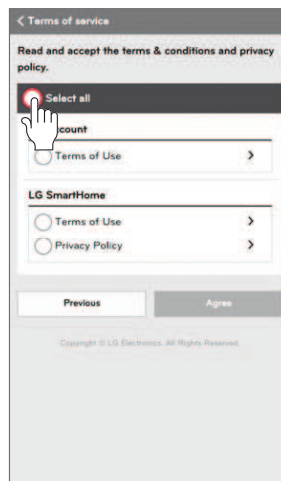 < Terms of service
Read and accept the terms & conditions and privacy
policy.
Select all
count
Terms of Use >
LG SmartHome
Terms of Use >
Privacy Policy >
Previous Agree
Copyright © LG Electronics. All Rights Reserved.